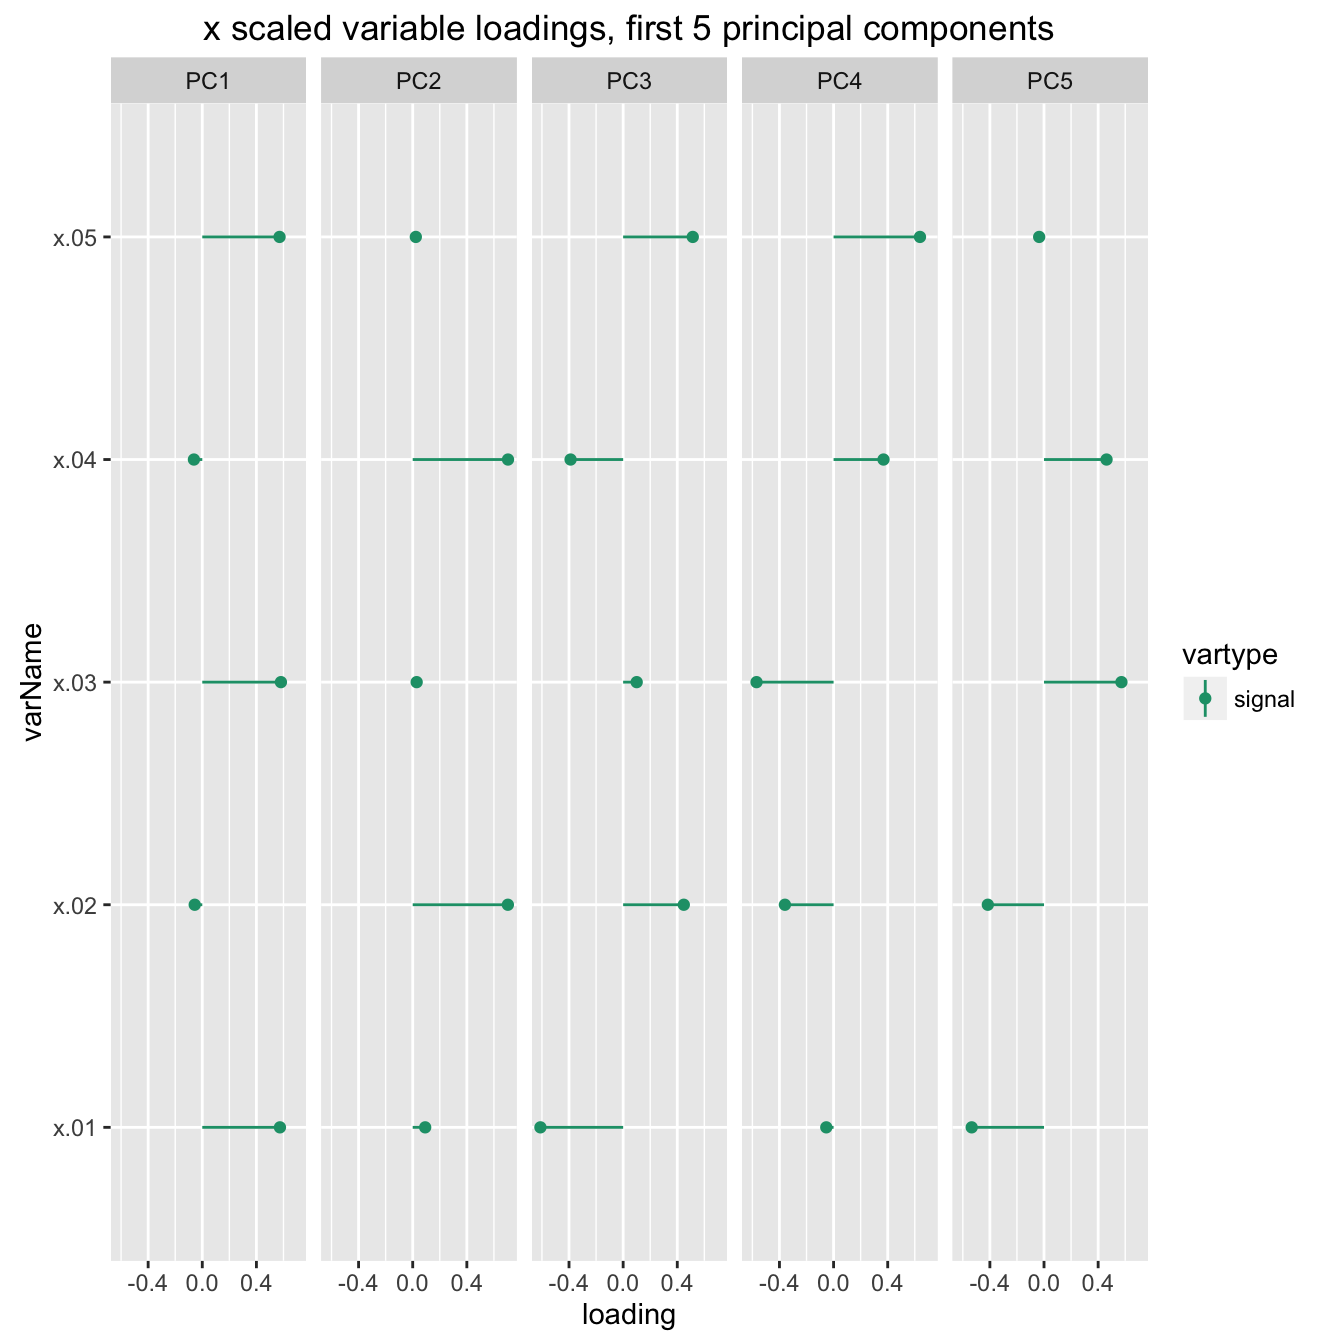 x scaled variable loadings, first 5 principal components
PC1 PC2 PC3 PC4 PC5
x.05
x.04
x.03
x.02
x.01
varName
-0.4 0.0 0.4 -0.4 0.0 0.4 -0.4 0.0 0.4 -0.4 0.0 0.4 -0.4 0.0 0.4
loading
vartype
signal